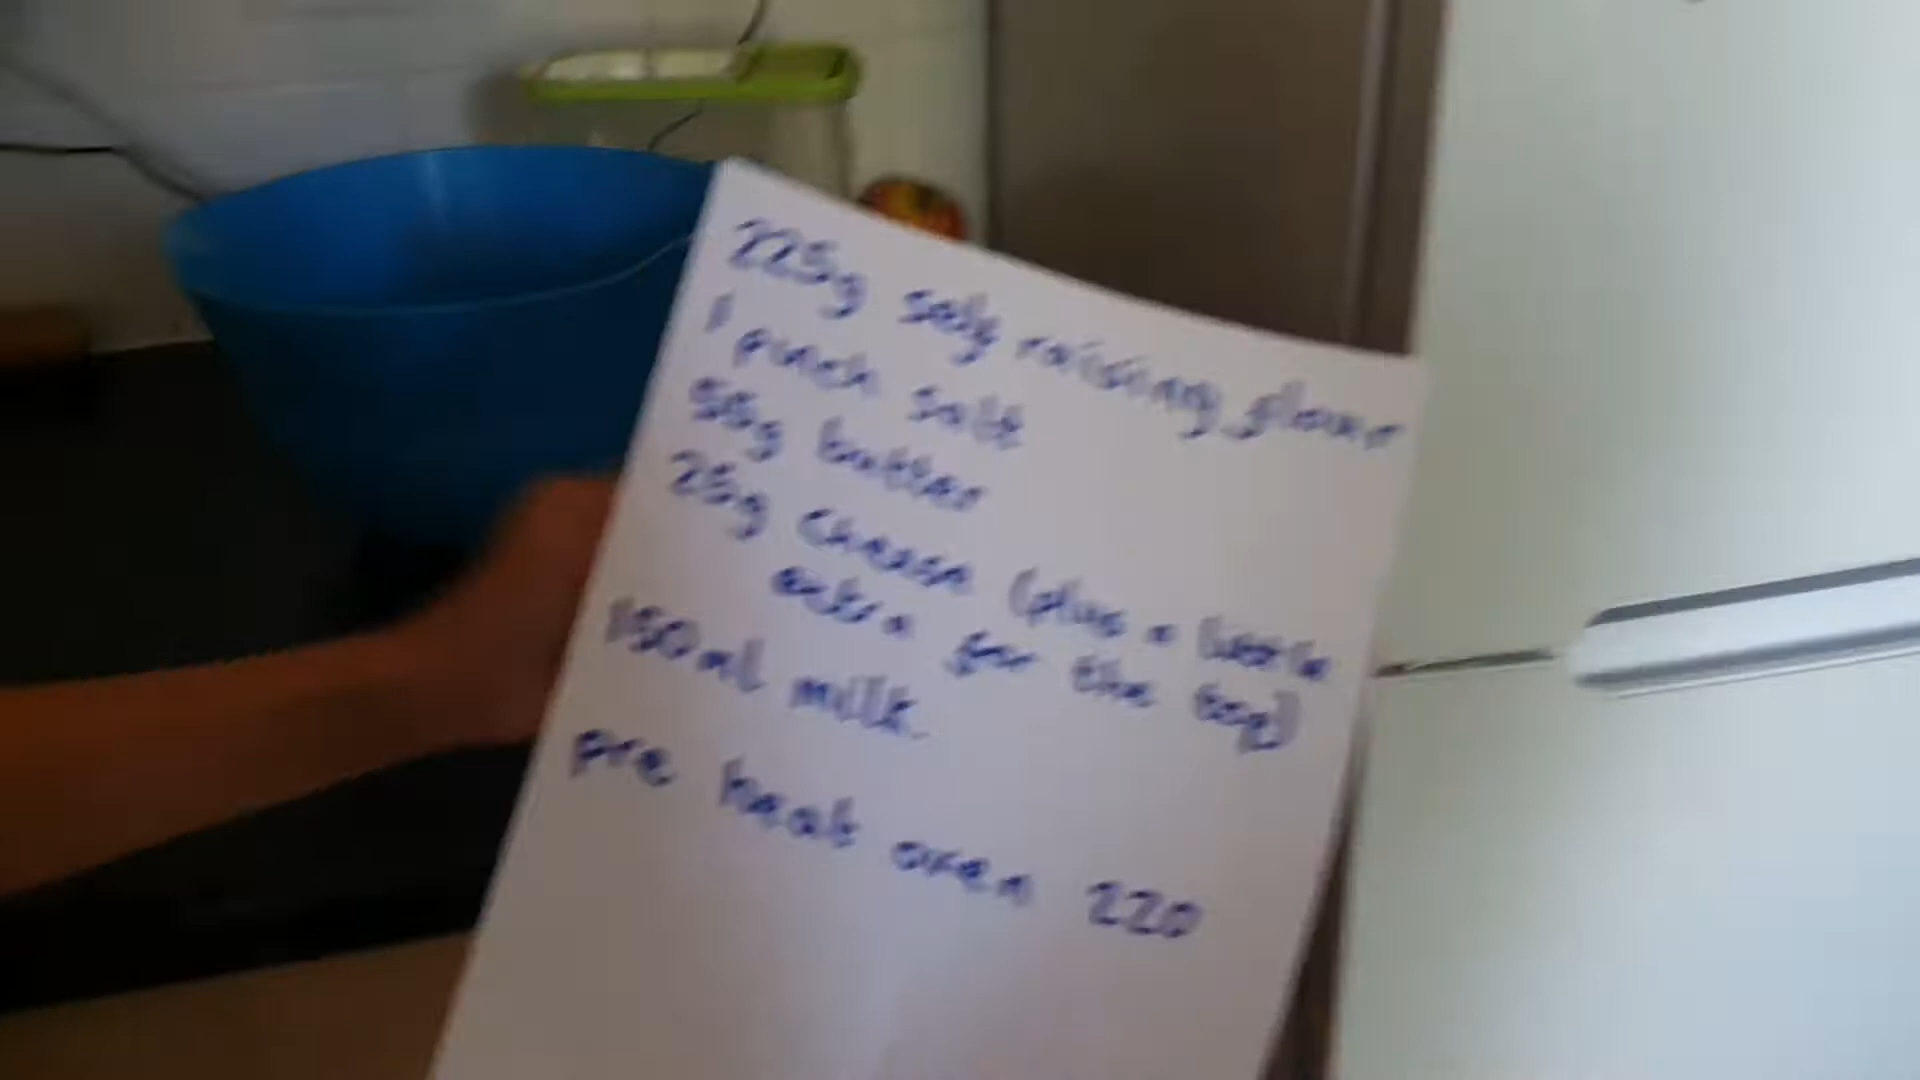 225g self raising flour
1 pinch salt
55g butter
25g cheese (plus a little
extra for the top)
150ml milk.
pre heat oven 220